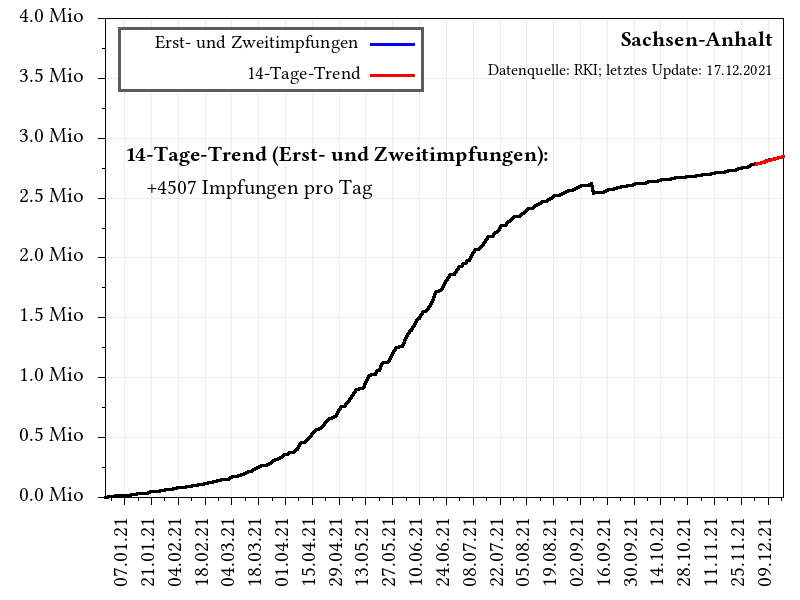 4.0 Mio
3.5 Mio
3.0 Mio
2.5 Mio
2.0 Mio
1.5 Mio
1.0 Mio
0.5 Mio
0.0 Mio
Erst- und Zweitimpfungen
14-Tage-Trend
Sachsen-Anhalt
Datenquelle: RKI; letztes Update: 17.12.2021
14-Tage-Trend (Erst- und Zweitimpfungen):
+4507 Impfungen pro Tag
07.01.21
21.01.21
04.02.21
18.02.21
04.03.21
18.03.21
01.04.21
15.04.21
29.04.21
13.05.21
27.05.21
10.06.21
24.06.21
08.07.21
22.07.21
05.08.21
19.08.21
02.09.21
16.09.21
30.09.21
14.10.21
28.10.21
11.11.21
25.11.21
09.12.21